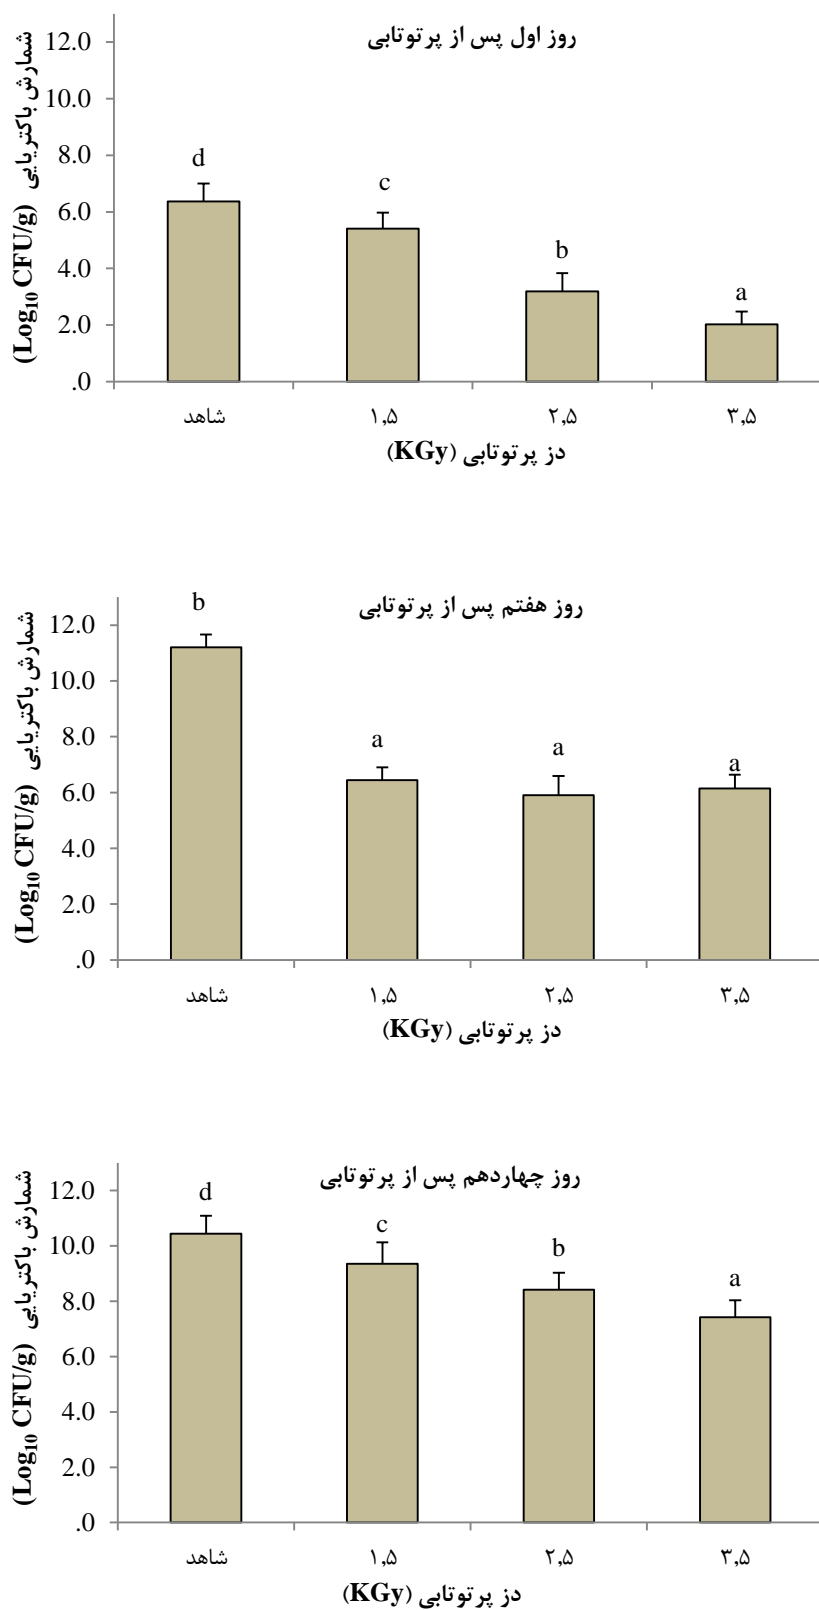 روز اول پس از پرتوتابی
شمارش باکتریایی (Log10 CFU/g)
12.0
10.0
8.0
6.0
4.0
2.0
.0
d
c
b
a
شاهد ۱,۵ ۲,۵ ۳,۵
دز پرتوتابی (KGy)
روز هفتم پس از پرتوتابی
شمارش باکتریایی (Log10 CFU/g)
12.0
10.0
8.0
6.0
4.0
2.0
.0
b
a
a
a
شاهد ۱,۵ ۲,۵ ۳,۵
دز پرتوتابی (KGy)
روز چهاردهم پس از پرتوتابی
شمارش باکتریایی (Log10 CFU/g)
12.0
10.0
8.0
6.0
4.0
2.0
.0
d
c
b
a
شاهد ۱,۵ ۲,۵ ۳,۵
دز پرتوتابی (KGy)